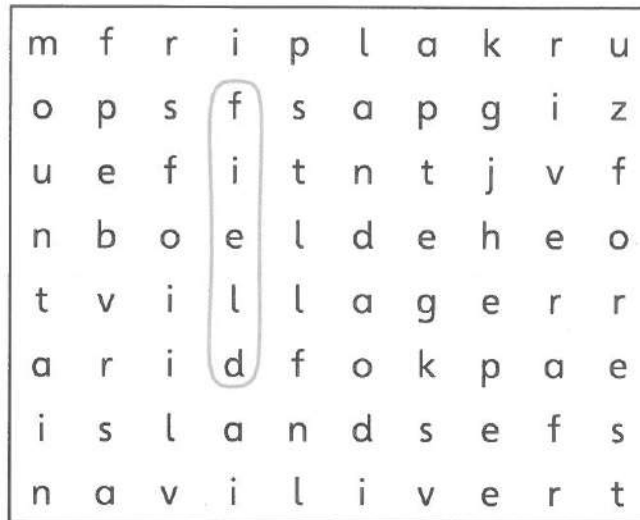 m f r i p l a k r u
o p s f s a p g i z
u e f i t n t j v f
n b o e l d e h e o
t v i l l a g e r r
a r i d f o k p a e
i s l a n d s e f s
n a v i l i v e r t